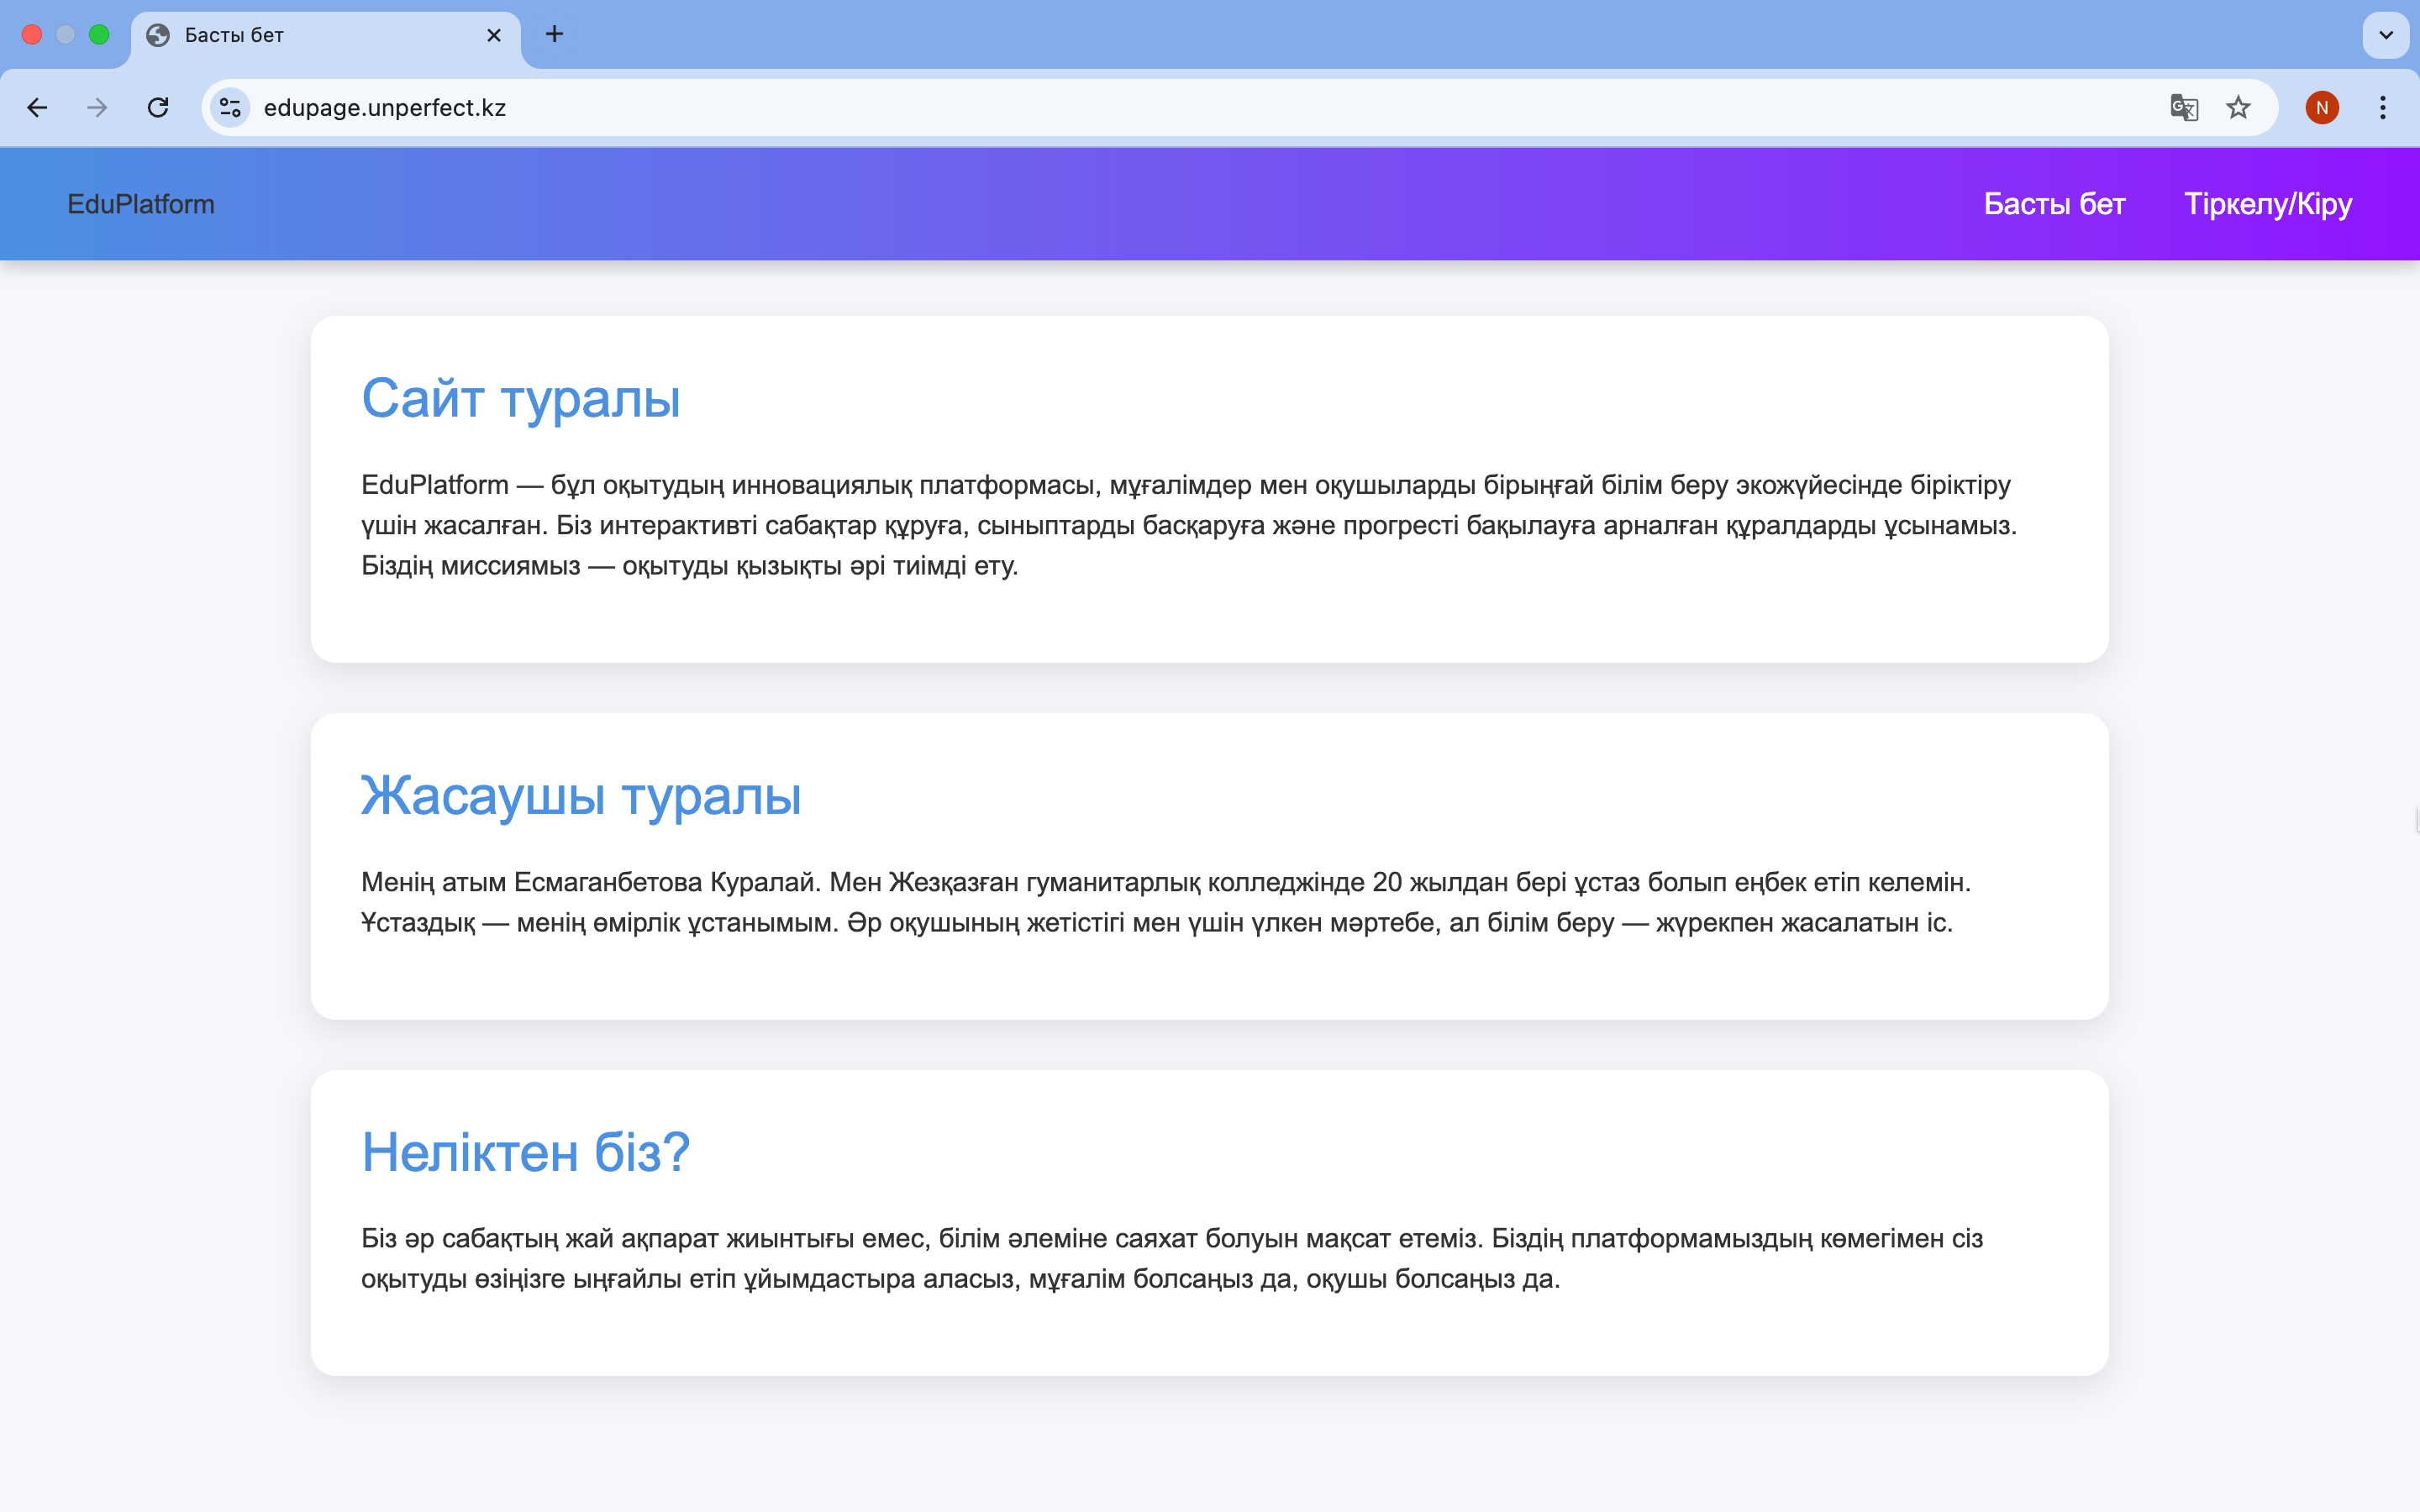 Басты бет
edupage.unperfect.kz
N
EduPlatform
Басты бет
Тіркелу/Кіру
Сайт туралы
EduPlatform — бұл оқытудың инновациялық платформасы, мұғалімдер мен оқушыларды бірыңғай білім беру экожүйесінде біріктіру
үшін жасалған. Біз интерактивті сабақтар құруға, сыныптарды басқаруға және прогресті бақылауға арналған құралдарды ұсынамыз.
Біздің миссиямыз — оқытуды қызықты әрі тиімді ету.
Жасаушы туралы
Менің атым Есмаганбетова Куралай. Мен Жезқазған гуманитарлық колледжінде 20 жылдан бері ұстаз болып еңбек етіп келемін.
Ұстаздық — менің өмірлік ұстанымым. Әр оқушының жетістігі мен үшін үлкен мәртебе, ал білім беру — жүрекпен жасалатын іс.
Неліктен біз?
Біз әр сабақтың жай ақпарат жиынтығы емес, білім әлеміне саяхат болуын мақсат етеміз. Біздің платформамыздың көмегімен сіз
оқытуды өзіңізге ыңғайлы етіп ұйымдастыра аласыз, мұғалім болсаңыз да, оқушы болсаңыз да.